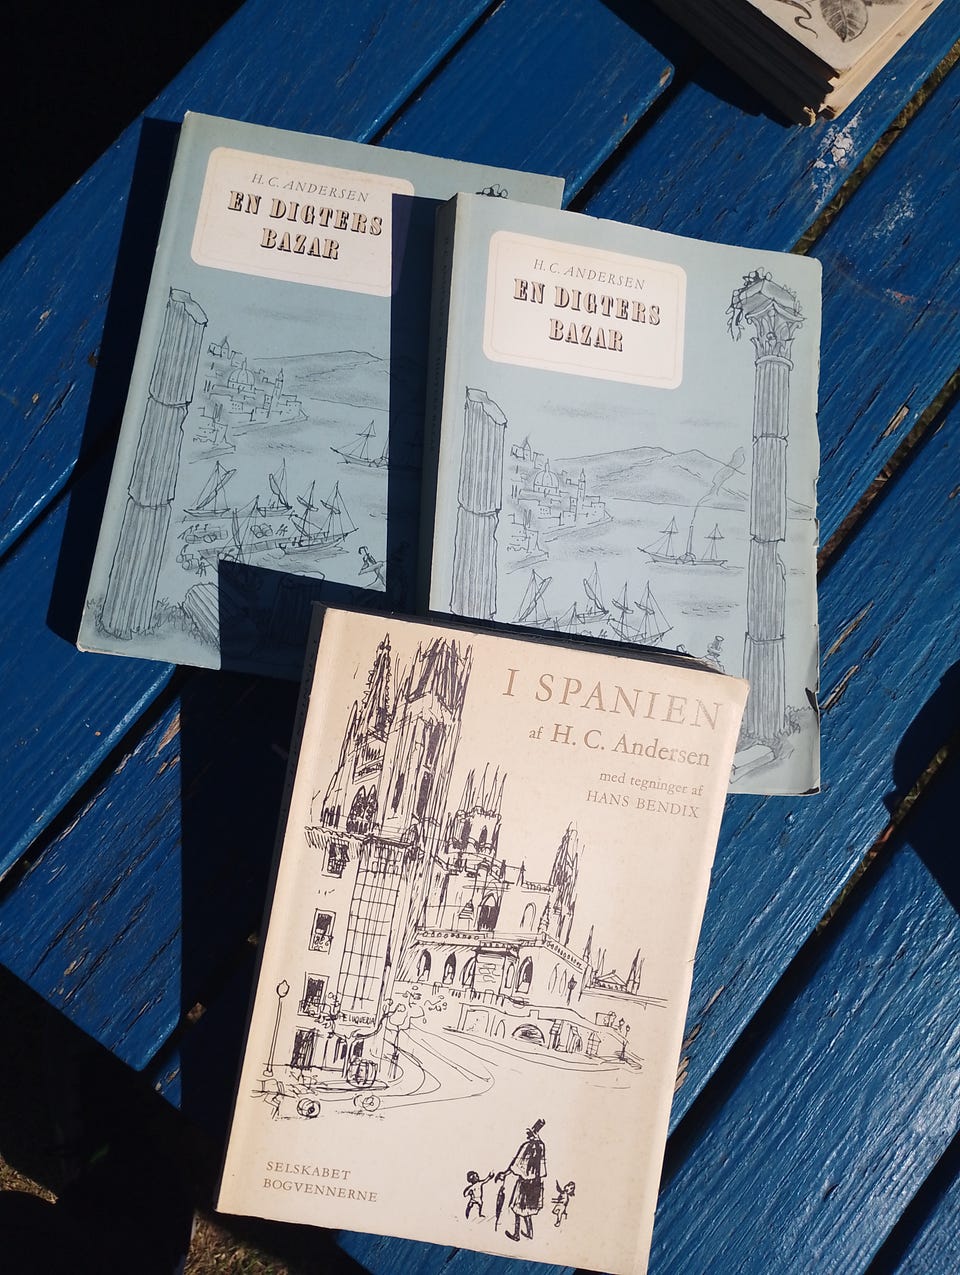 H. C. ANDERSEN
EN DIGTERS
BAZAR
H. C. ANDERSEN
EN DIGTERS
BAZAR
I SPANIEN
af H. C. Andersen
med tegninger af
HANS BENDIX
SELSKABET
BOGVENNERNE